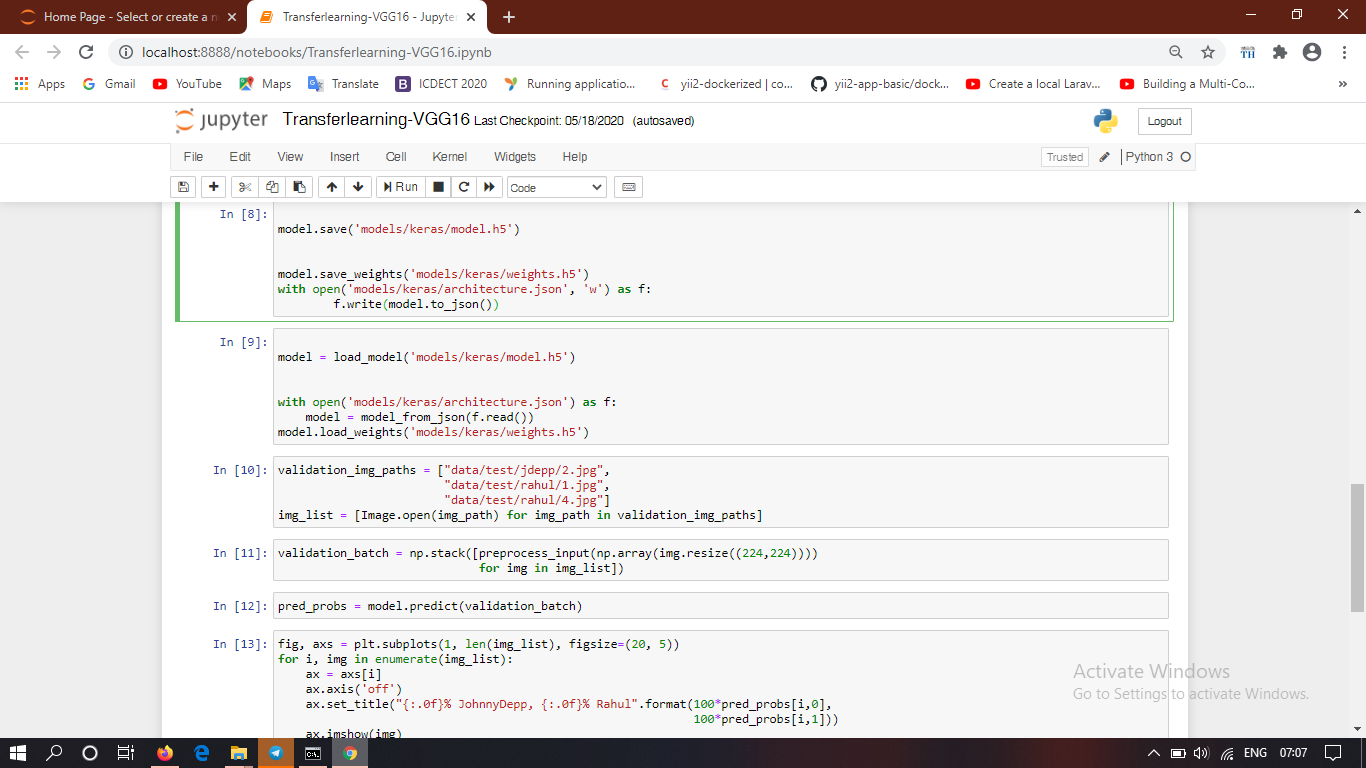 Home Page - Select or create a n
Transferlearning-VGG16 - Jupyter
localhost:8888/notebooks/Transferlearning-VGG16.ipynb
Apps
Gmail
YouTube
Maps
Translate
B ICDECT 2020
Running applicatio...
yii2-dockerized | co...
yii2-app-basic/dock...
Create a local Larav...
Building a Multi-Co...
»
jupyter Transferlearning-VGG16 Last Checkpoint: 05/18/2020 (autosaved)
Logout
File Edit View Insert Cell Kernel Widgets Help
Trusted
Python 3
Run
Code
In [8]:
model.save('models/keras/model.h5')
model.save_weights('models/keras/weights.h5')
with open('models/keras/architecture.json', 'w') as f:
        f.write(model.to_json())
In [9]:
model = load_model('models/keras/model.h5')
with open('models/keras/architecture.json') as f:
    model = model_from_json(f.read())
model.load_weights('models/keras/weights.h5')
In [10]: validation_img_paths = ["data/test/jdepp/2.jpg",
                        "data/test/rahul/1.jpg",
                        "data/test/rahul/4.jpg"]
img_list = [Image.open(img_path) for img_path in validation_img_paths]
In [11]: validation_batch = np.stack([preprocess_input(np.array(img.resize((224,224))))
                             for img in img_list])
In [12]: pred_probs = model.predict(validation_batch)
In [13]: fig, axs = plt.subplots(1, len(img_list), figsize=(20, 5))
for i, img in enumerate(img_list):
    ax = axs[i]
    ax.axis('off')
    ax.set_title("{:.0f}% JohnnyDepp, {:.0f}% Rahul".format(100*pred_probs[i,0],
                                                            100*pred_probs[i,1]))
    ax.imshow(img)
Activate Windows
Go to Settings to activate Windows.
ENG
07:07